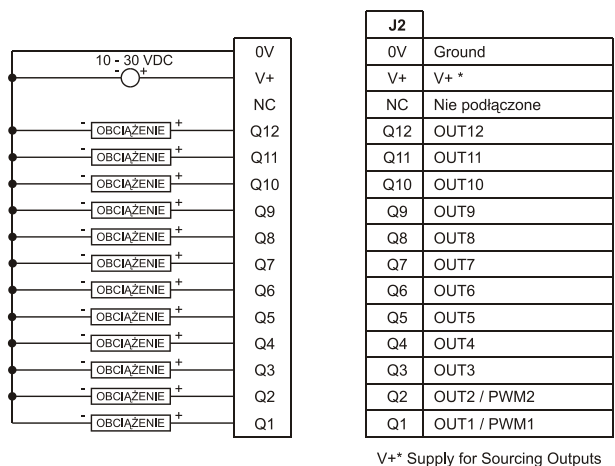 10 - 30 VDC
- +
0V
V+
NC
- OBCIĄŻENIE + Q12
- OBCIĄŻENIE + Q11
- OBCIĄŻENIE + Q10
- OBCIĄŻENIE + Q9
- OBCIĄŻENIE + Q8
- OBCIĄŻENIE + Q7
- OBCIĄŻENIE + Q6
- OBCIĄŻENIE + Q5
- OBCIĄŻENIE + Q4
- OBCIĄŻENIE + Q3
- OBCIĄŻENIE + Q2
- OBCIĄŻENIE + Q1
J2
0V Ground
V+ V+ *
NC Nie podłączone
Q12 OUT12
Q11 OUT11
Q10 OUT10
Q9 OUT9
Q8 OUT8
Q7 OUT7
Q6 OUT6
Q5 OUT5
Q4 OUT4
Q3 OUT3
Q2 OUT2 / PWM2
Q1 OUT1 / PWM1
V+* Supply for Sourcing Outputs